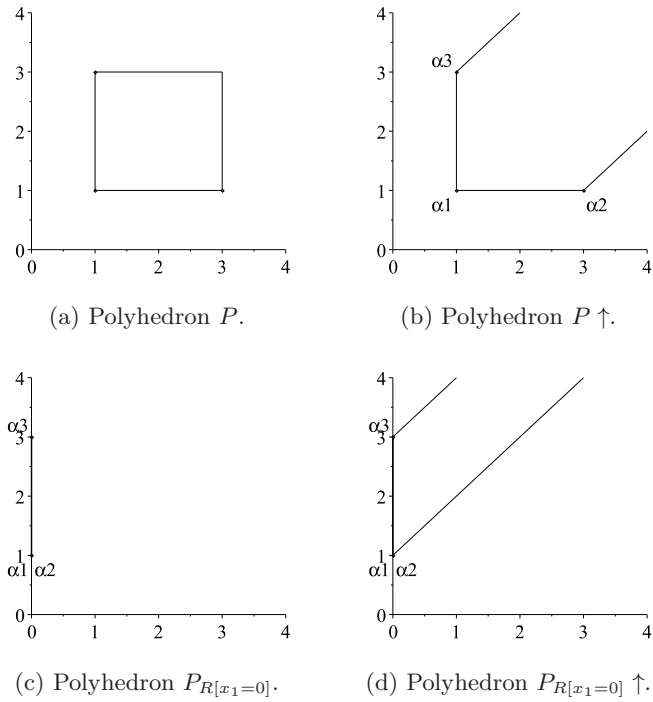 4 4
3 α3 3
2 2
1 1
α1 α2
0 0
0 1 2 3 4 0 1 2 3 4
(a) Polyhedron P. (b) Polyhedron P ↑.
4 4
α3 α3
3 3
2 2
1 1
α1 α2 α1 α2
0 0
0 1 2 3 4 0 1 2 3 4
(c) Polyhedron P_{R[x_1=0]}. (d) Polyhedron P_{R[x_1=0]} ↑.